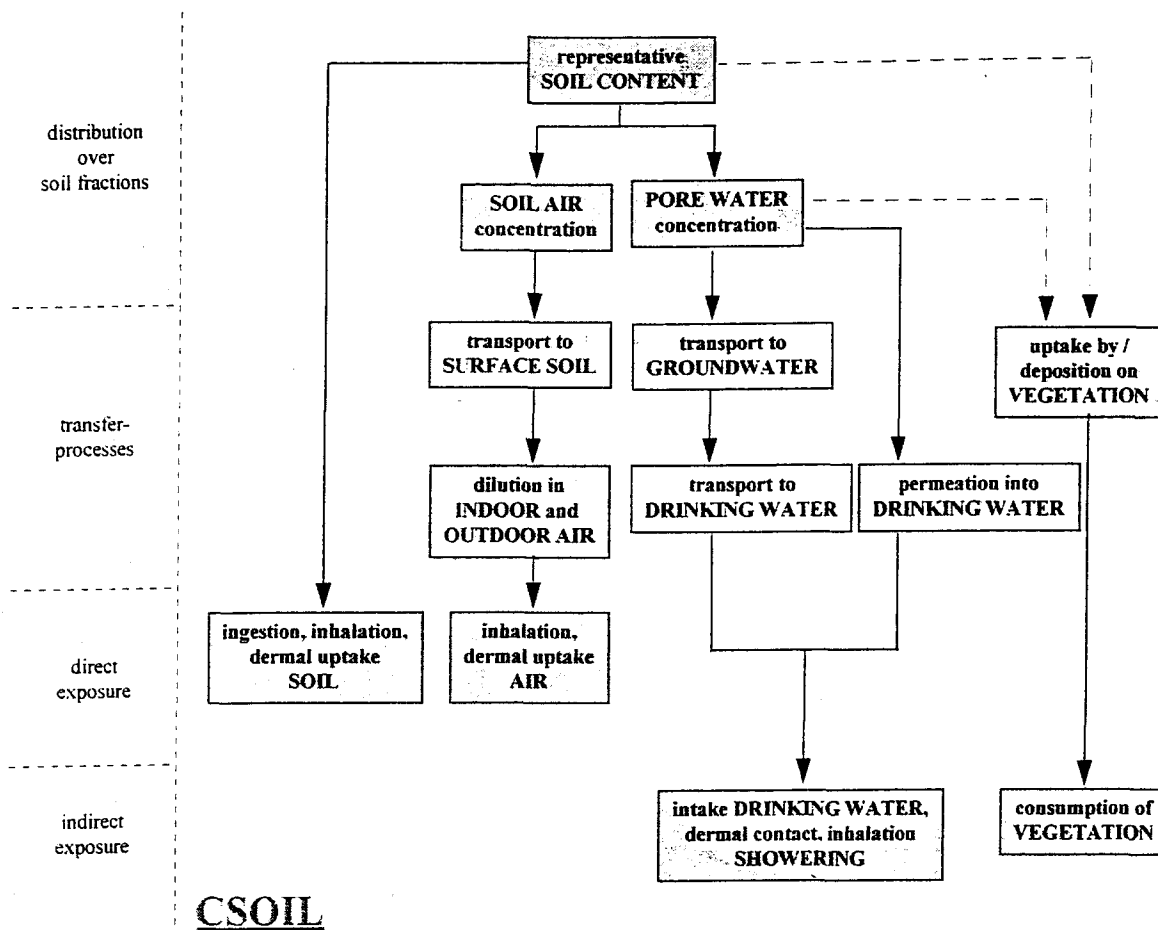 representative
SOIL CONTENT
distribution
over
soil fractions
SOIL AIR
concentration
PORE WATER
concentration
transfer-
processes
transport to
SURFACE SOIL
transport to
GROUNDWATER
uptake by /
deposition on
VEGETATION
dilution in
INDOOR and
OUTDOOR AIR
transport to
DRINKING WATER
permeation into
DRINKING WATER
direct
exposure
ingestion, inhalation,
dermal uptake
SOIL
inhalation,
dermal uptake
AIR
indirect
exposure
intake DRINKING WATER,
dermal contact, inhalation
SHOWERING
consumption of
VEGETATION
CSOIL